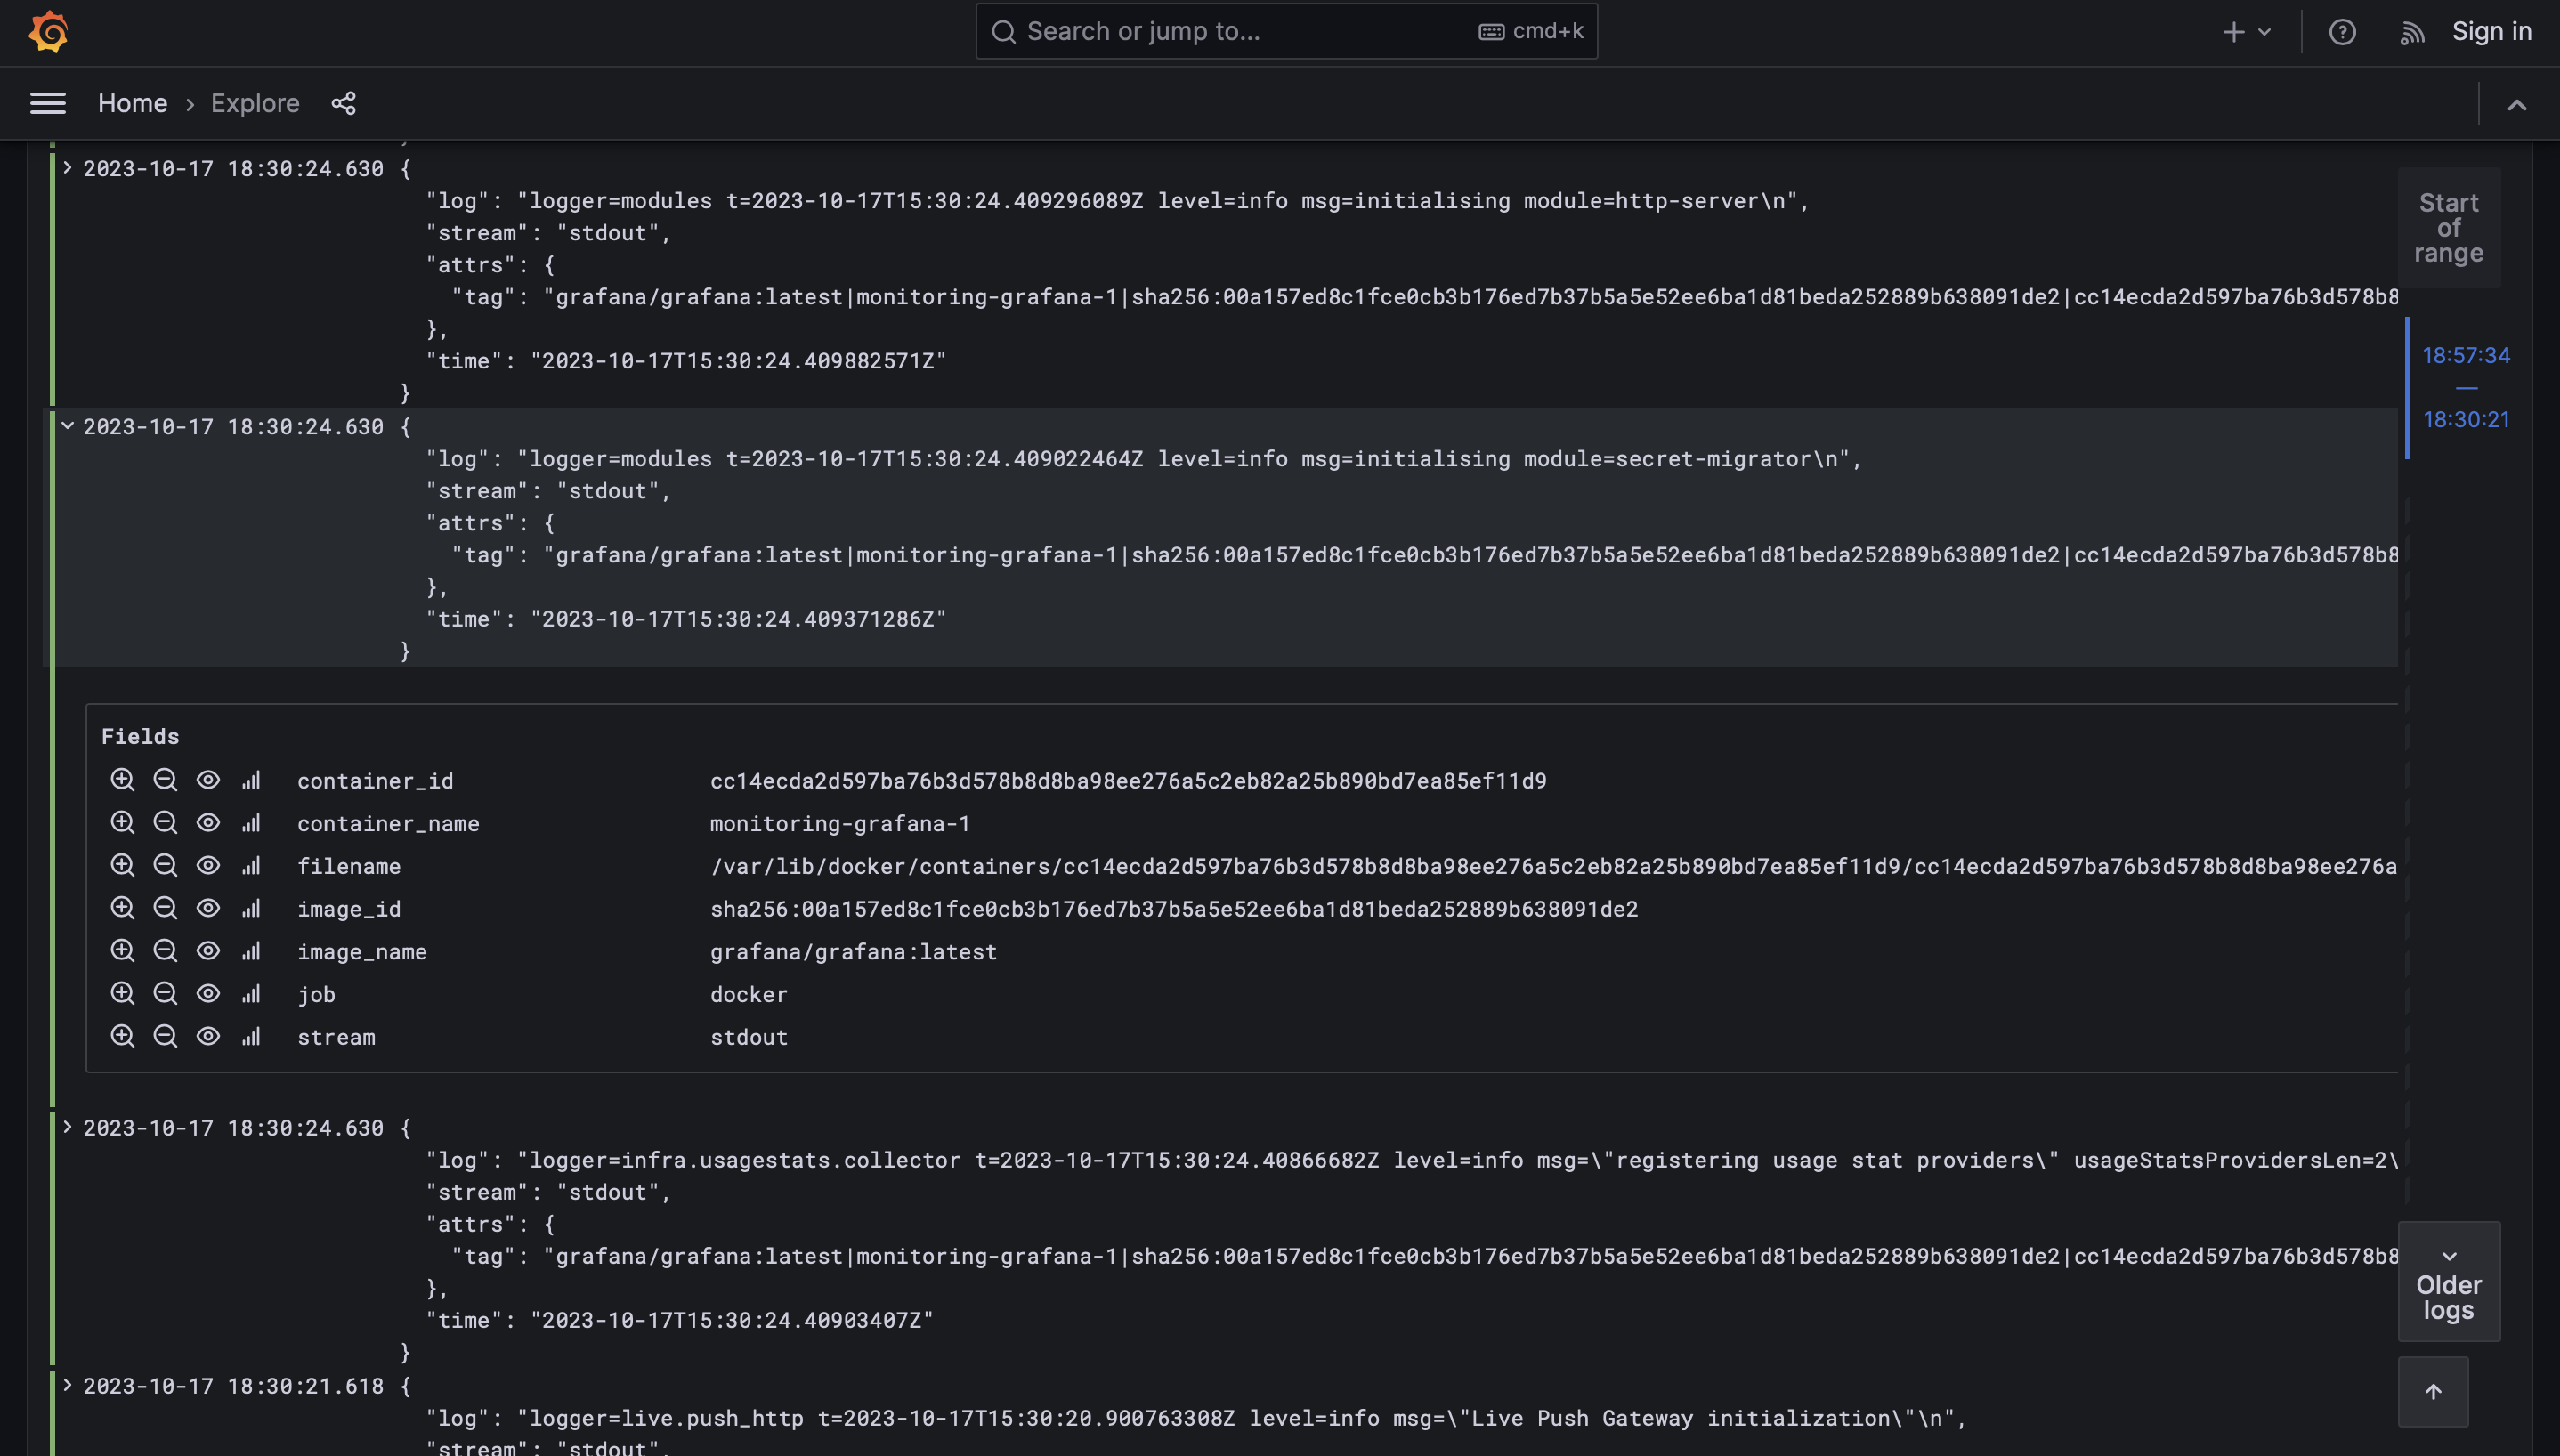 Search or jump to...
cmd+k
Sign in
Home
Explore
2023-10-17 18:30:24.630 {
"log": "logger=modules t=2023-10-17T15:30:24.409296089Z level=info msg=initialising module=http-server\n",
"stream": "stdout",
"attrs": {
"tag": "grafana/grafana:latest|monitoring-grafana-1|sha256:00a157ed8c1fce0cb3b176ed7b37b5a5e52ee6ba1d81beda252889b638091de2|cc14ecda2d597ba76b3d578b8
},
"time": "2023-10-17T15:30:24.409882571Z"
}
Start
of
range
18:57:34
—
18:30:21
2023-10-17 18:30:24.630 {
"log": "logger=modules t=2023-10-17T15:30:24.409022464Z level=info msg=initialising module=secret-migrator\n",
"stream": "stdout",
"attrs": {
"tag": "grafana/grafana:latest|monitoring-grafana-1|sha256:00a157ed8c1fce0cb3b176ed7b37b5a5e52ee6ba1d81beda252889b638091de2|cc14ecda2d597ba76b3d578b8
},
"time": "2023-10-17T15:30:24.409371286Z"
}
Fields
container_id cc14ecda2d597ba76b3d578b8d8ba98ee276a5c2eb82a25b890bd7ea85ef11d9
container_name monitoring-grafana-1
filename /var/lib/docker/containers/cc14ecda2d597ba76b3d578b8d8ba98ee276a5c2eb82a25b890bd7ea85ef11d9/cc14ecda2d597ba76b3d578b8d8ba98ee276a
image_id sha256:00a157ed8c1fce0cb3b176ed7b37b5a5e52ee6ba1d81beda252889b638091de2
image_name grafana/grafana:latest
job docker
stream stdout
2023-10-17 18:30:24.630 {
"log": "logger=infra.usagestats.collector t=2023-10-17T15:30:24.40866682Z level=info msg=\"registering usage stat providers\" usageStatsProvidersLen=2\
"stream": "stdout",
"attrs": {
"tag": "grafana/grafana:latest|monitoring-grafana-1|sha256:00a157ed8c1fce0cb3b176ed7b37b5a5e52ee6ba1d81beda252889b638091de2|cc14ecda2d597ba76b3d578b8
},
"time": "2023-10-17T15:30:24.40903407Z"
}
Older
logs
2023-10-17 18:30:21.618 {
"log": "logger=live.push_http t=2023-10-17T15:30:20.900763308Z level=info msg=\"Live Push Gateway initialization\"\n",
"stream": "stdout",